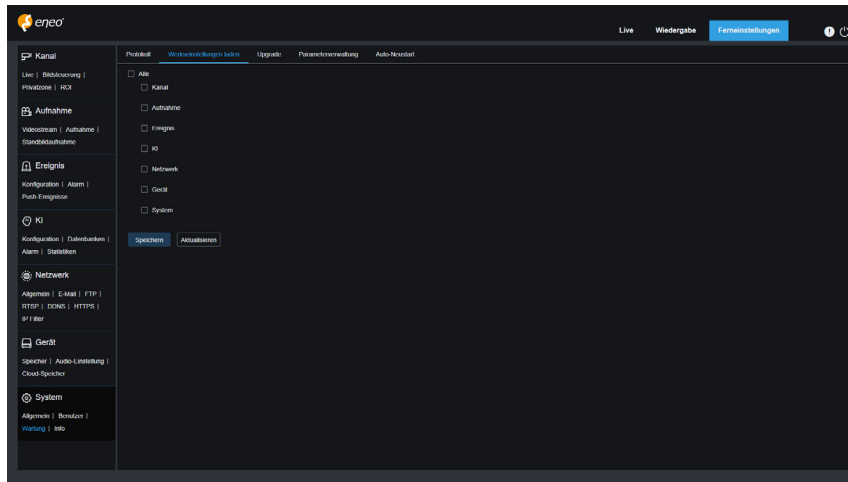 eneo
Live Wiedergabe Ferneinstellungen
Kanal
Live | Bildsteuerung |
Privatzone | ROI
Aufnahme
Videostream | Aufnahme |
Standbildaufnahme
Ereignis
Konfiguration | Alarm |
Push-Ereignisse
KI
Konfiguration | Datenbanken |
Alarm | Statistiken
Netzwerk
Allgemein | E-Mail | FTP |
RTSP | DDNS | HTTPS |
IP Filter
Gerät
Speicher | Audio-Einstellung |
Cloud-Speicher
System
Allgemein | Benutzer |
Wartung | Info
Protokoll Werkseinstellungen laden Upgrade Parameterverwaltung Auto-Neustart
Alle
Kanal
Aufnahme
Ereignis
KI
Netzwerk
Gerät
System
Speichern Aktualisieren